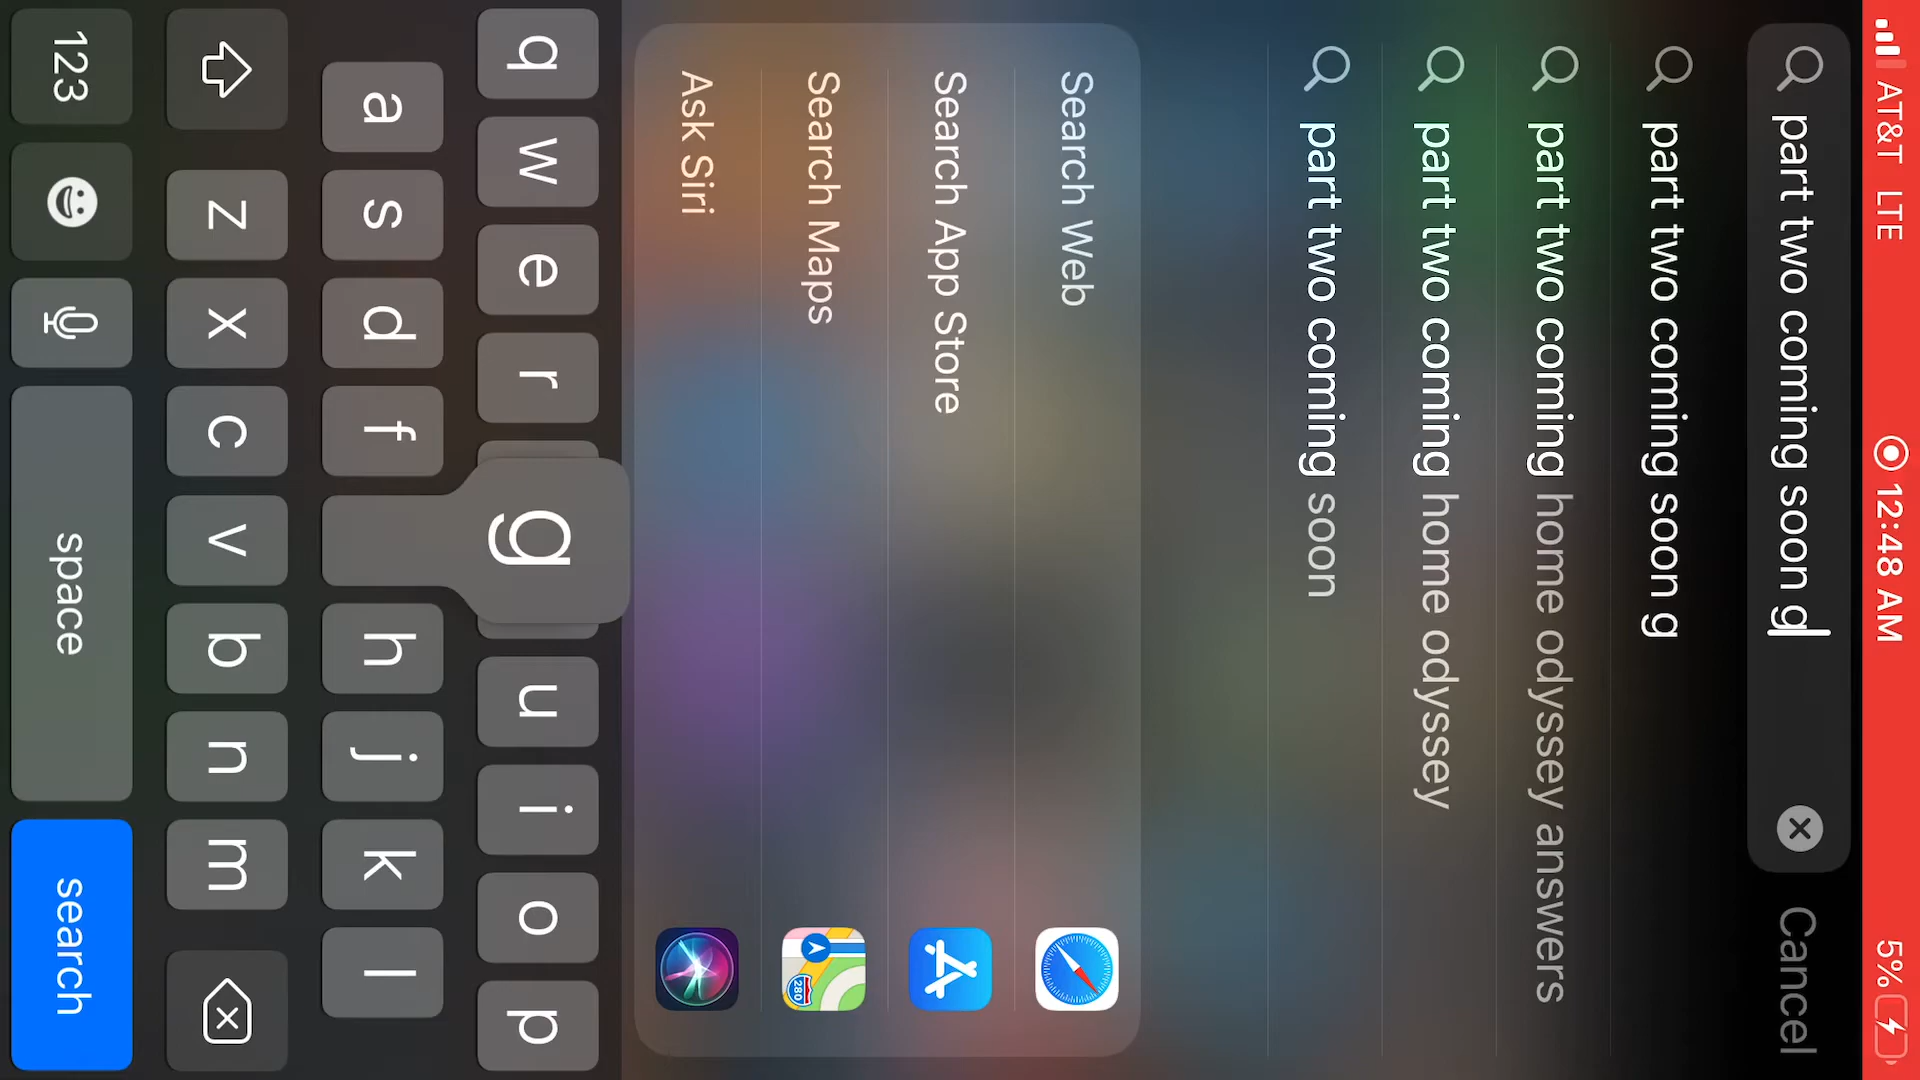 AT&T LTE 12:48 AM 5%
part two coming soon g Cancel
part two coming soon g
part two coming home odyssey answers
part two coming home odyssey
part two coming soon
Search Web
Search App Store
Search Maps
280
Ask Siri
q w e r u i o p
a s d f g h j k l
z x c v b n m
123 space search